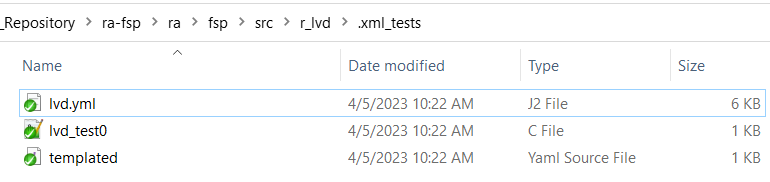 _Repository > ra-fsp > ra > fsp > src > r_lvd > .xml_tests
Name Date modified Type Size
lvd.yml 4/5/2023 10:22 AM J2 File 6 KB
lvd_test0 4/5/2023 10:22 AM C File 1 KB
templated 4/5/2023 10:22 AM Yaml Source File 1 KB